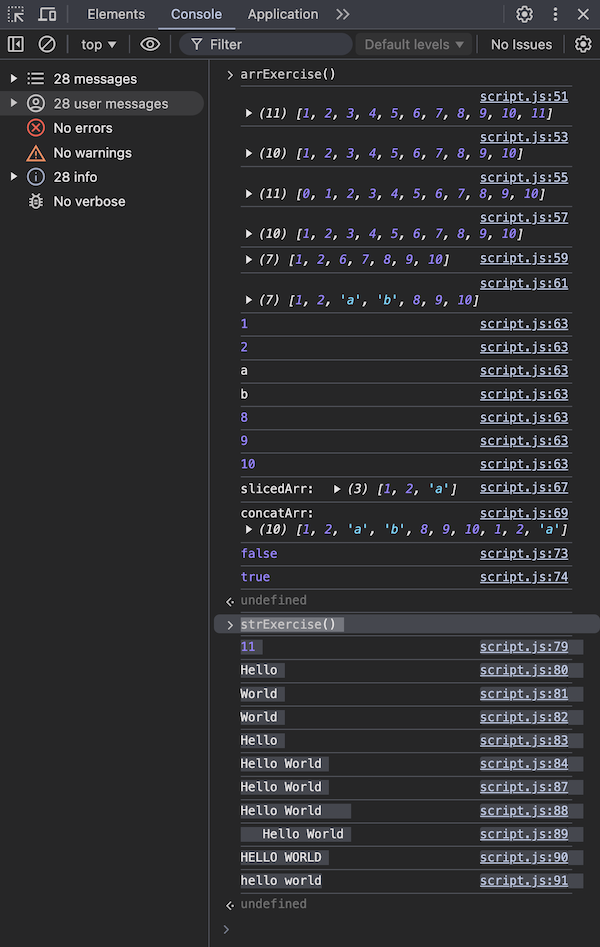 Elements Console Application
top Filter Default levels No Issues
28 messages
28 user messages
No errors
No warnings
28 info
No verbose
arrExercise()
script.js:51
(11) [1, 2, 3, 4, 5, 6, 7, 8, 9, 10, 11]
script.js:53
(10) [1, 2, 3, 4, 5, 6, 7, 8, 9, 10]
script.js:55
(11) [0, 1, 2, 3, 4, 5, 6, 7, 8, 9, 10]
script.js:57
(10) [1, 2, 3, 4, 5, 6, 7, 8, 9, 10]
(7) [1, 2, 6, 7, 8, 9, 10] script.js:59
script.js:61
(7) [1, 2, 'a', 'b', 8, 9, 10]
1 script.js:63
2 script.js:63
a script.js:63
b script.js:63
8 script.js:63
9 script.js:63
10 script.js:63
slicedArr: (3) [1, 2, 'a'] script.js:67
concatArr: script.js:69
(10) [1, 2, 'a', 'b', 8, 9, 10, 1, 2, 'a']
false script.js:73
true script.js:74
undefined
strExercise()
11 script.js:79
Hello script.js:80
World script.js:81
World script.js:82
Hello script.js:83
Hello World script.js:84
Hello World script.js:87
Hello World script.js:88
Hello World script.js:89
HELLO WORLD script.js:90
hello world script.js:91
undefined